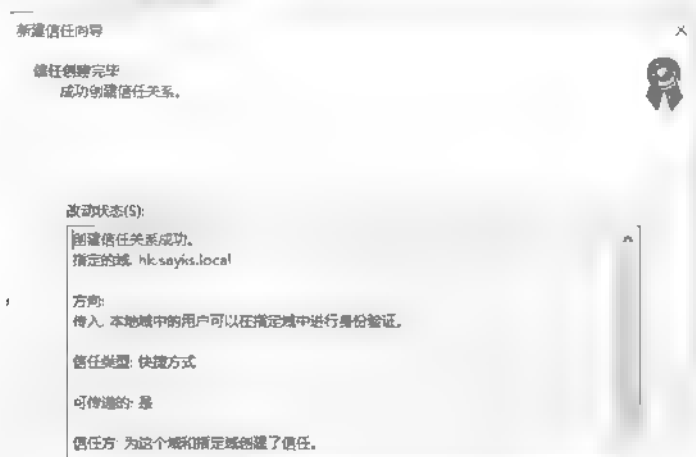 新建信任向导
信任创建完毕
成功创建信任关系。
改动状态(S):
创建信任关系成功。
指定的域: hk.sayks.local
方向:
传入: 本地域中的用户可以在指定域中进行身份验证。
信任类型: 快捷方式
可传递的: 是
信任方: 为这个域和指定域创建了信任。